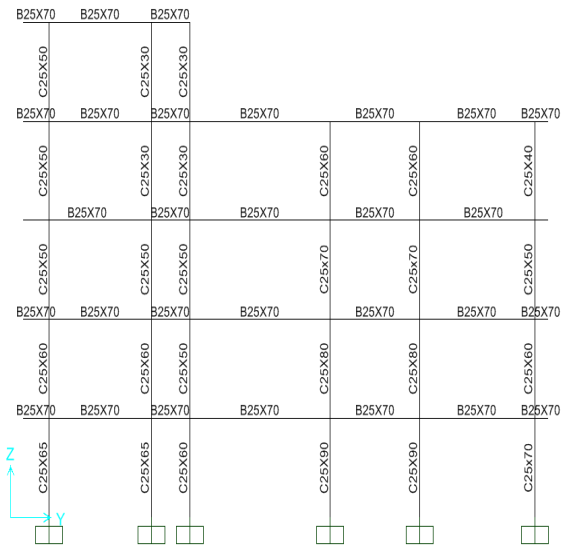 B25X70 B25X70 B25X70
C25X50 C25X30 C25X30
B25X70 B25X70 B25X70 B25X70 B25X70 B25X70 B25X70
C25X50 C25X30 C25X30 C25X60 C25X60 C25X40
B25X70 B25X70 B25X70 B25X70 B25X70
C25X50 C25X50 C25X50 C25x70 C25x70 C25X50
B25X70 B25X70 B25X70 B25X70 B25X70 B25X70 B25X70
C25X60 C25X60 C25X50 C25X80 C25X80 C25X60
B25X70 B25X70 B25X70 B25X70 B25X70 B25X70 B25X70
Z
C25X65 C25X65 C25X60 C25X90 C25X90 C25x70
Y